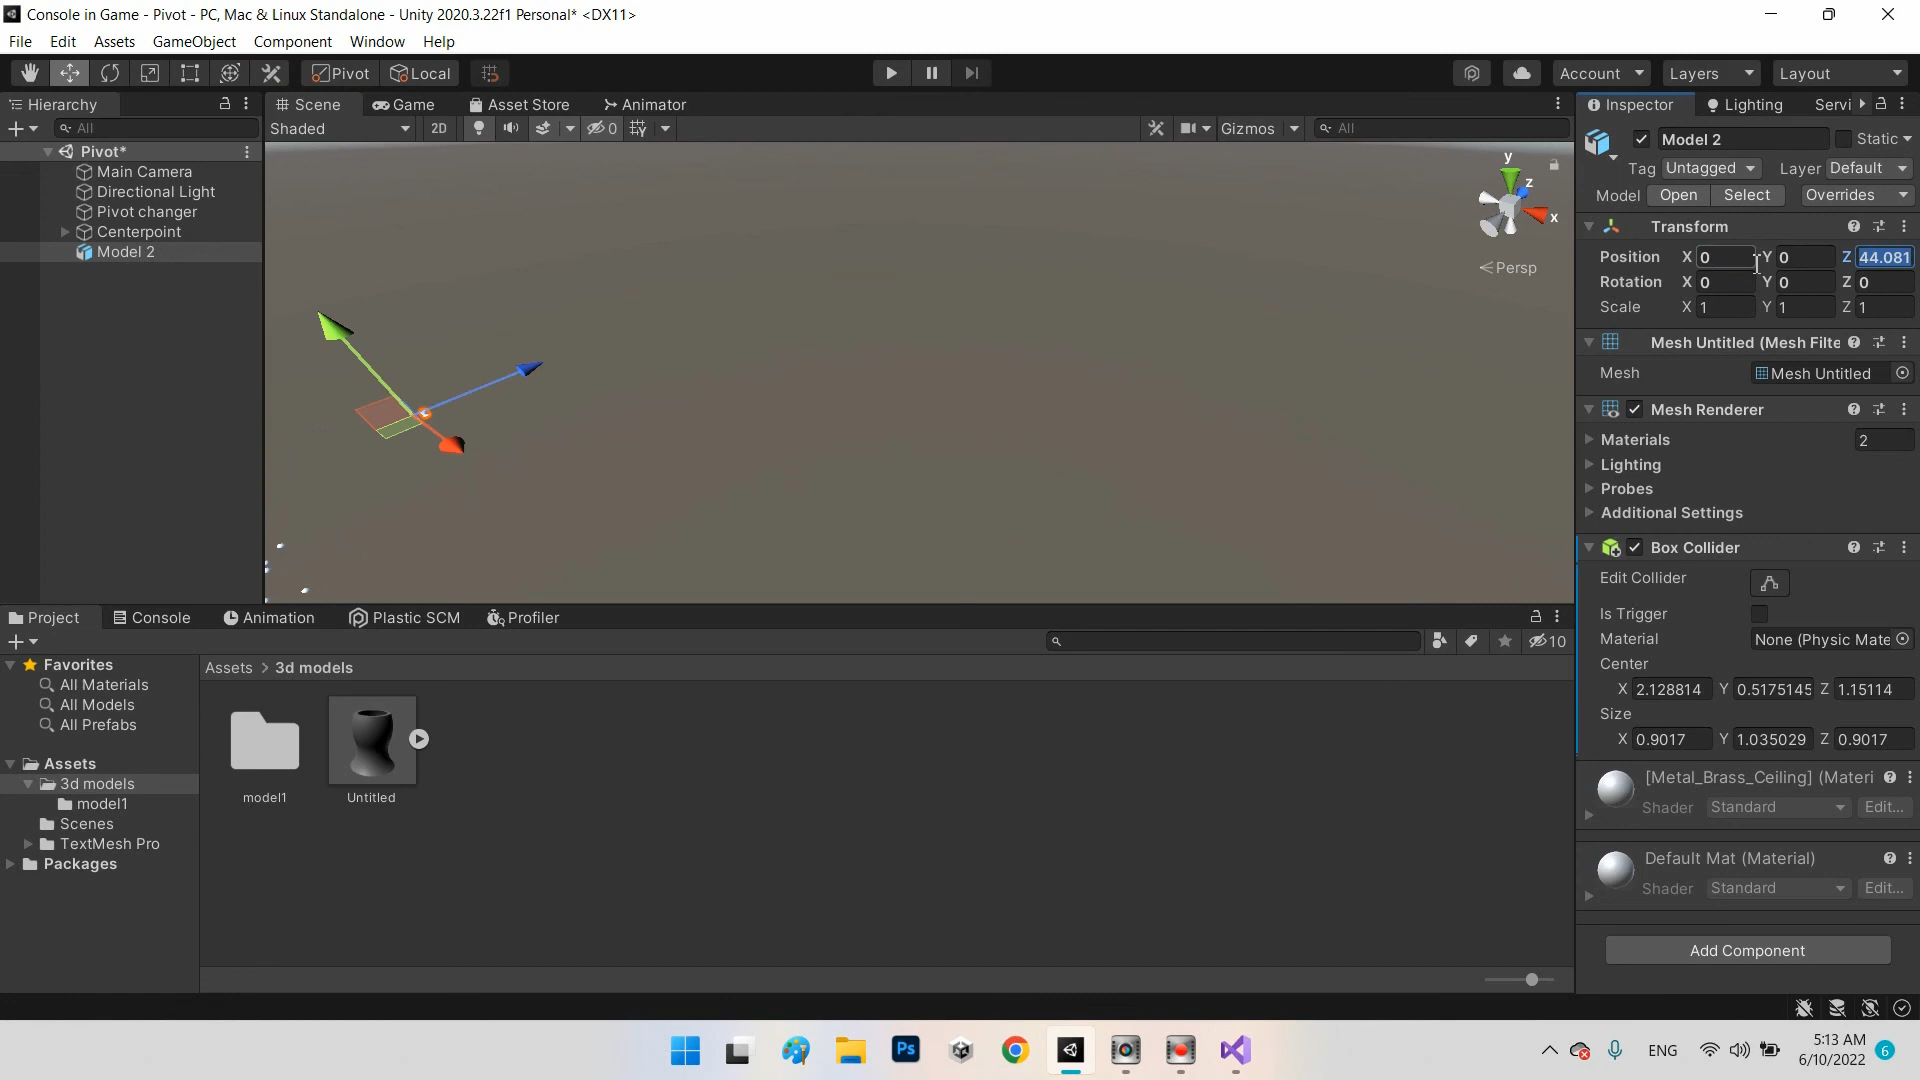 Console in Game - Pivot - PC, Mac & Linux Standalone - Unity 2020.3.22f1 Personal* <DX11>
File Edit Assets GameObject Component Window Help
Pivot Local Account Layers Layout
Hierarchy
All
Pivot*
Main Camera
Directional Light
Pivot changer
Centerpoint
Model 2
Scene Game Asset Store Animator
Shaded 2D 0 Gizmos All
y
z
x
Persp
Inspector Lighting Servi
Model 2 Static
Tag Untagged Layer Default
Model Open Select Overrides
Transform
Position X 0 Y 0 Z 44.081
Rotation X 0 Y 0 Z 0
Scale X 1 Y 1 Z 1
Mesh Untitled (Mesh Filte
Mesh Mesh Untitled
Mesh Renderer
Materials 2
Lighting
Probes
Additional Settings
Box Collider
Edit Collider
Is Trigger
Material None (Physic Mate
Center
X 2.128814 Y 0.5175145 Z 1.15114
Size
X 0.9017 Y 1.035029 Z 0.9017
[Metal_Brass_Ceiling] (Materi
Shader Standard Edit...
Default Mat (Material)
Shader Standard Edit...
Add Component
Project Console Animation Plastic SCM Profiler
10
Favorites
All Materials
All Models
All Prefabs
Assets
3d models
model1
Scenes
TextMesh Pro
Packages
Assets > 3d models
model1
Untitled
Ps
ENG
5:13 AM
6/10/2022
6